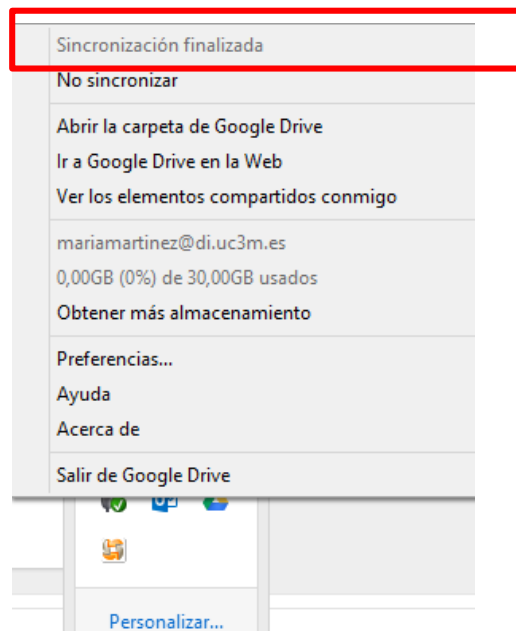 Sincronización finalizada
No sincronizar
Abrir la carpeta de Google Drive
Ir a Google Drive en la Web
Ver los elementos compartidos conmigo
mariamartinez@di.uc3m.es
0,00GB (0%) de 30,00GB usados
Obtener más almacenamiento
Preferencias...
Ayuda
Acerca de
Salir de Google Drive
Personalizar...